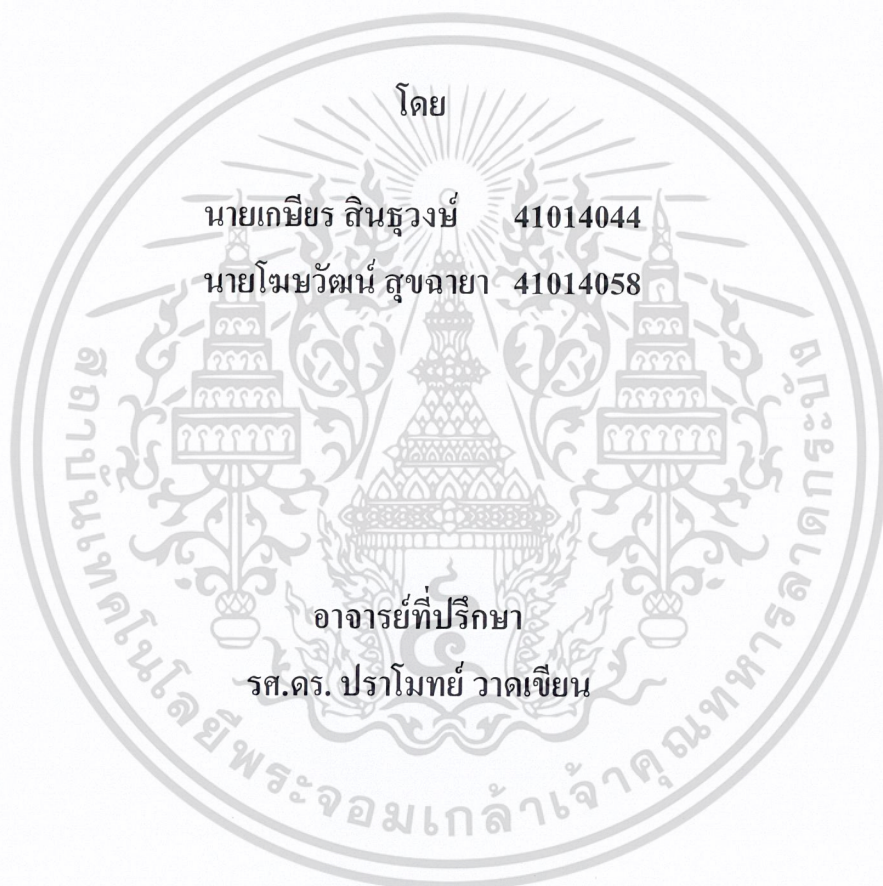 โดย
นายเกษียร สินธุวงษ์ 41014044
นายโฆษวัฒน์ สุขฉายา 41014058
อาจารย์ที่ปรึกษา
รศ.ดร. ปราโมทย์ วาดเขียน
สถาบันเทคโนโลยีพระจอมเกล้าเจ้าคุณทหารลาดกระบัง